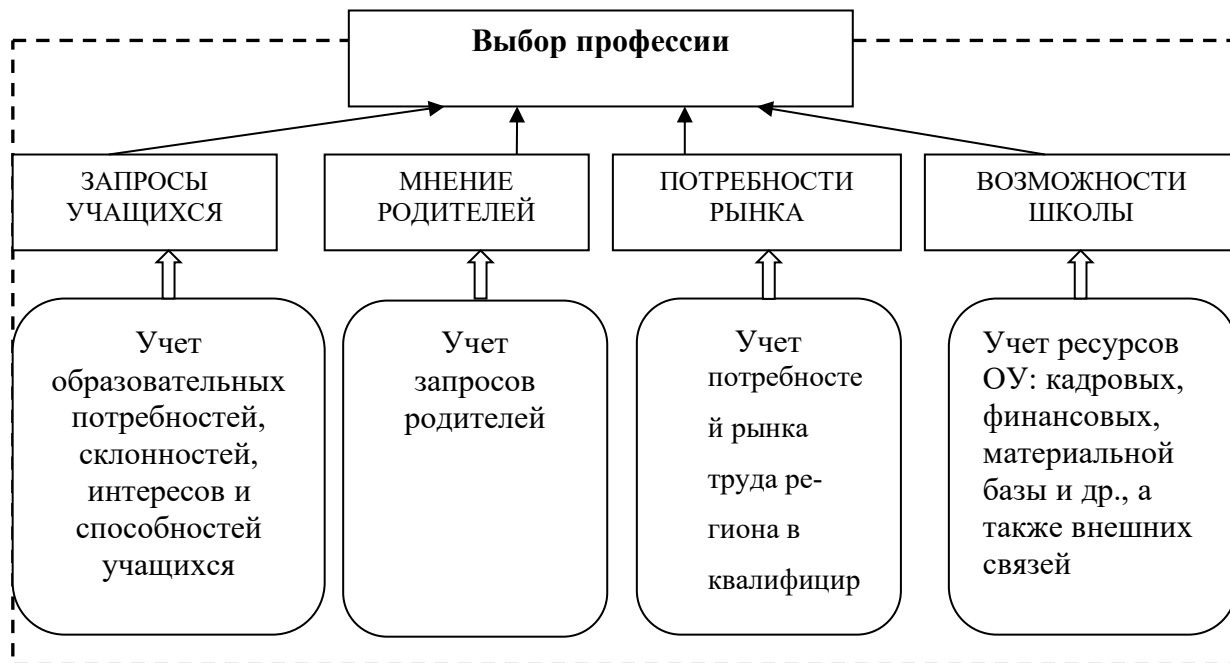 Выбор профессии
ЗАПРОСЫ
УЧАЩИХСЯ
МНЕНИЕ
РОДИТЕЛЕЙ
ПОТРЕБНОСТИ
РЫНКА
ВОЗМОЖНОСТИ
ШКОЛЫ
Учет
образовательных
потребностей,
склонностей,
интересов и
способностей
учащихся
Учет
запросов
родителей
Учет
потребносте
й рынка
труда ре-
гиона в
квалифицир
Учет ресурсов
ОУ: кадровых,
финансовых,
материальной
базы и др., а
также внешних
связей